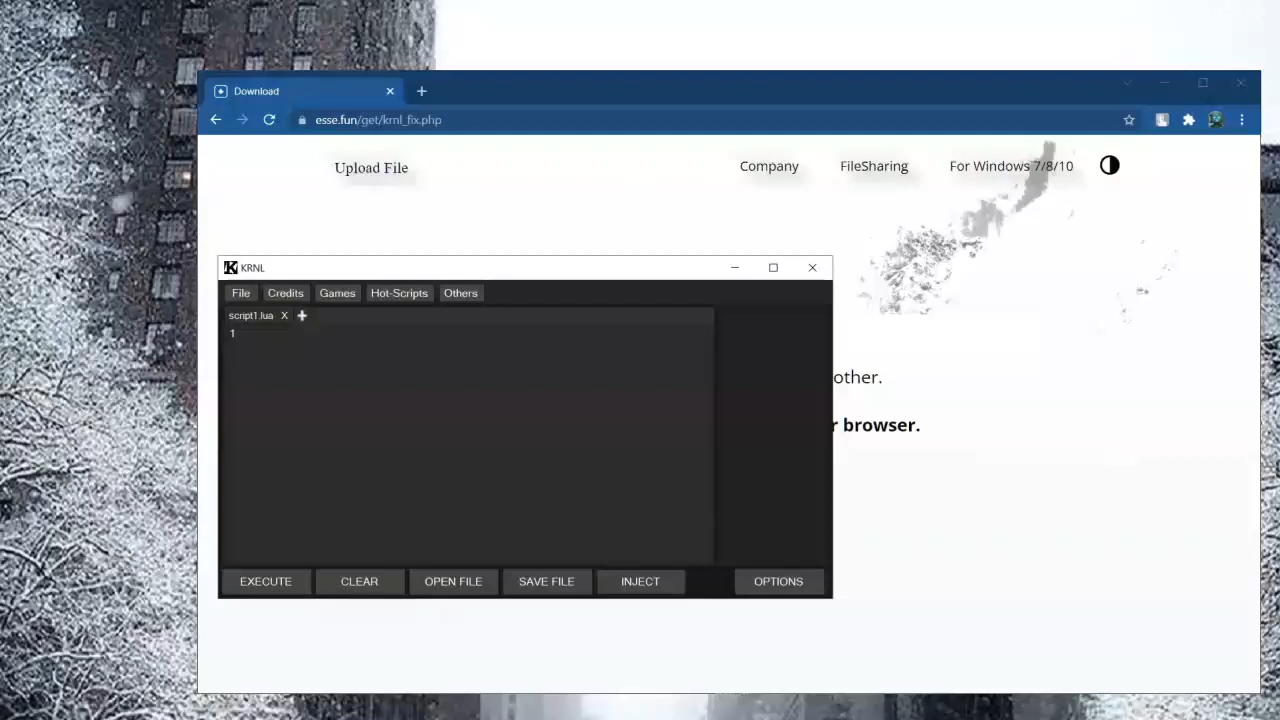 Download
esse.fun/get/krnl_fix.php
Upload File
Company
FileSharing
For Windows 7/8/10
KRNL
File
Credits
Games
Hot-Scripts
Others
script1.lua X
1
other.
r browser.
EXECUTE
CLEAR
OPEN FILE
SAVE FILE
INJECT
OPTIONS